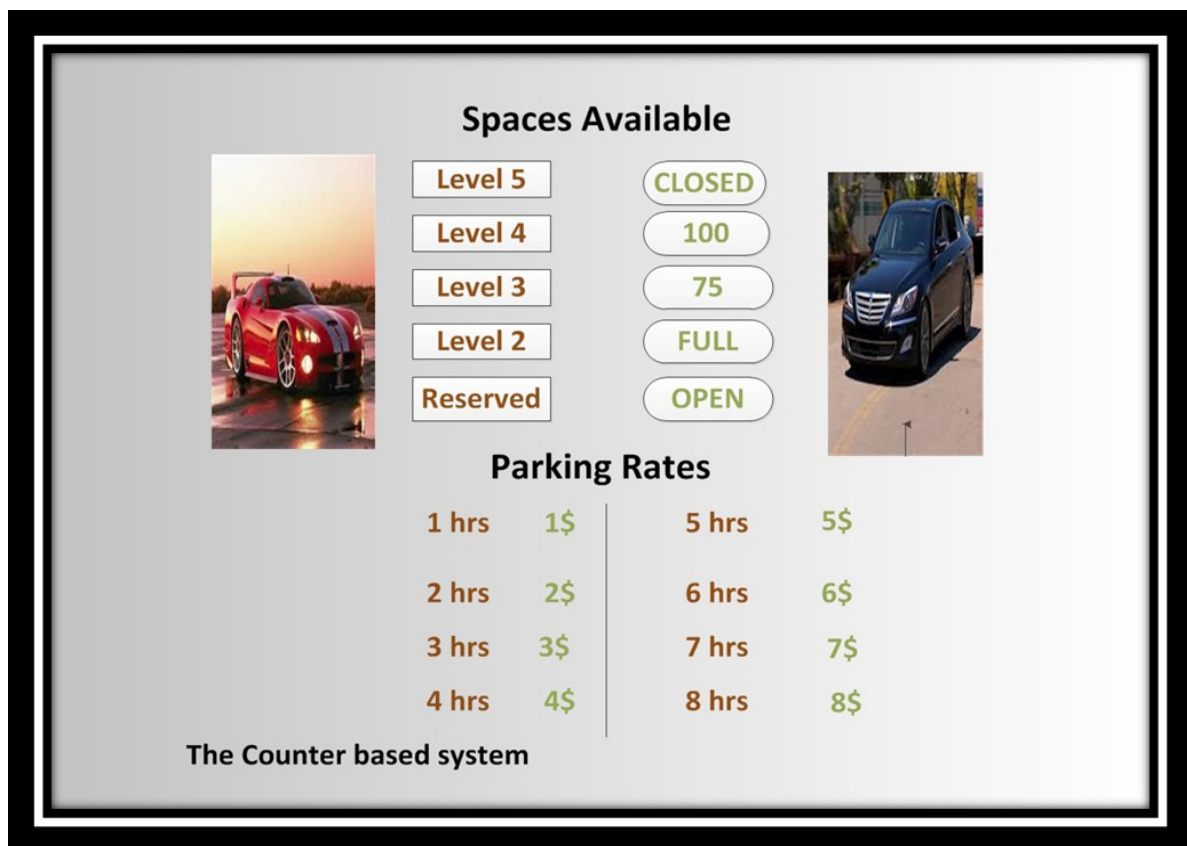 Spaces Available
Level 5 CLOSED
Level 4 100
Level 3 75
Level 2 FULL
Reserved OPEN
Parking Rates
1 hrs 1$ 5 hrs 5$
2 hrs 2$ 6 hrs 6$
3 hrs 3$ 7 hrs 7$
4 hrs 4$ 8 hrs 8$
The Counter based system